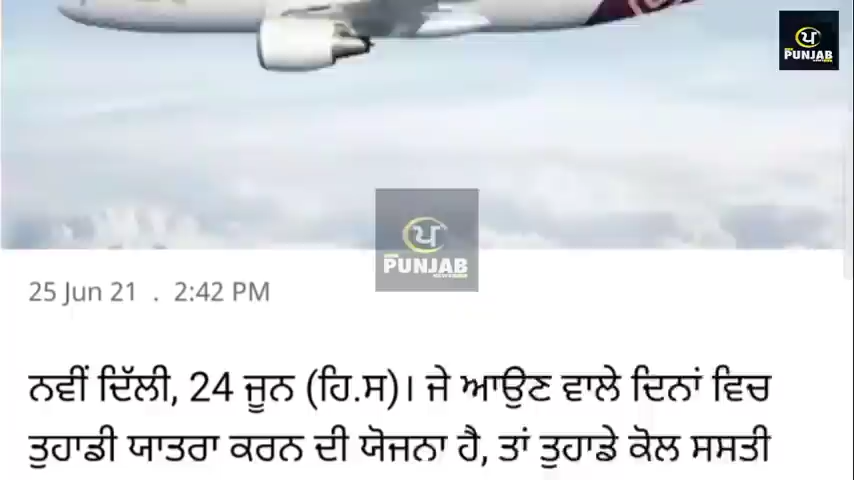 ਪ
PUNJAB
ਪ
PUNJAB
25 Jun 21 . 2:42 PM
ਨਵੀਂ ਦਿੱਲੀ, 24 ਜੂਨ (ਹਿ.ਸ)। ਜੇ ਆਉਣ ਵਾਲੇ ਦਿਨਾਂ ਵਿਚ
ਤੁਹਾਡੀ ਯਾਤਰਾ ਕਰਨ ਦੀ ਯੋਜਨਾ ਹੈ, ਤਾਂ ਤੁਹਾਡੇ ਕੋਲ ਸਸਤੀ